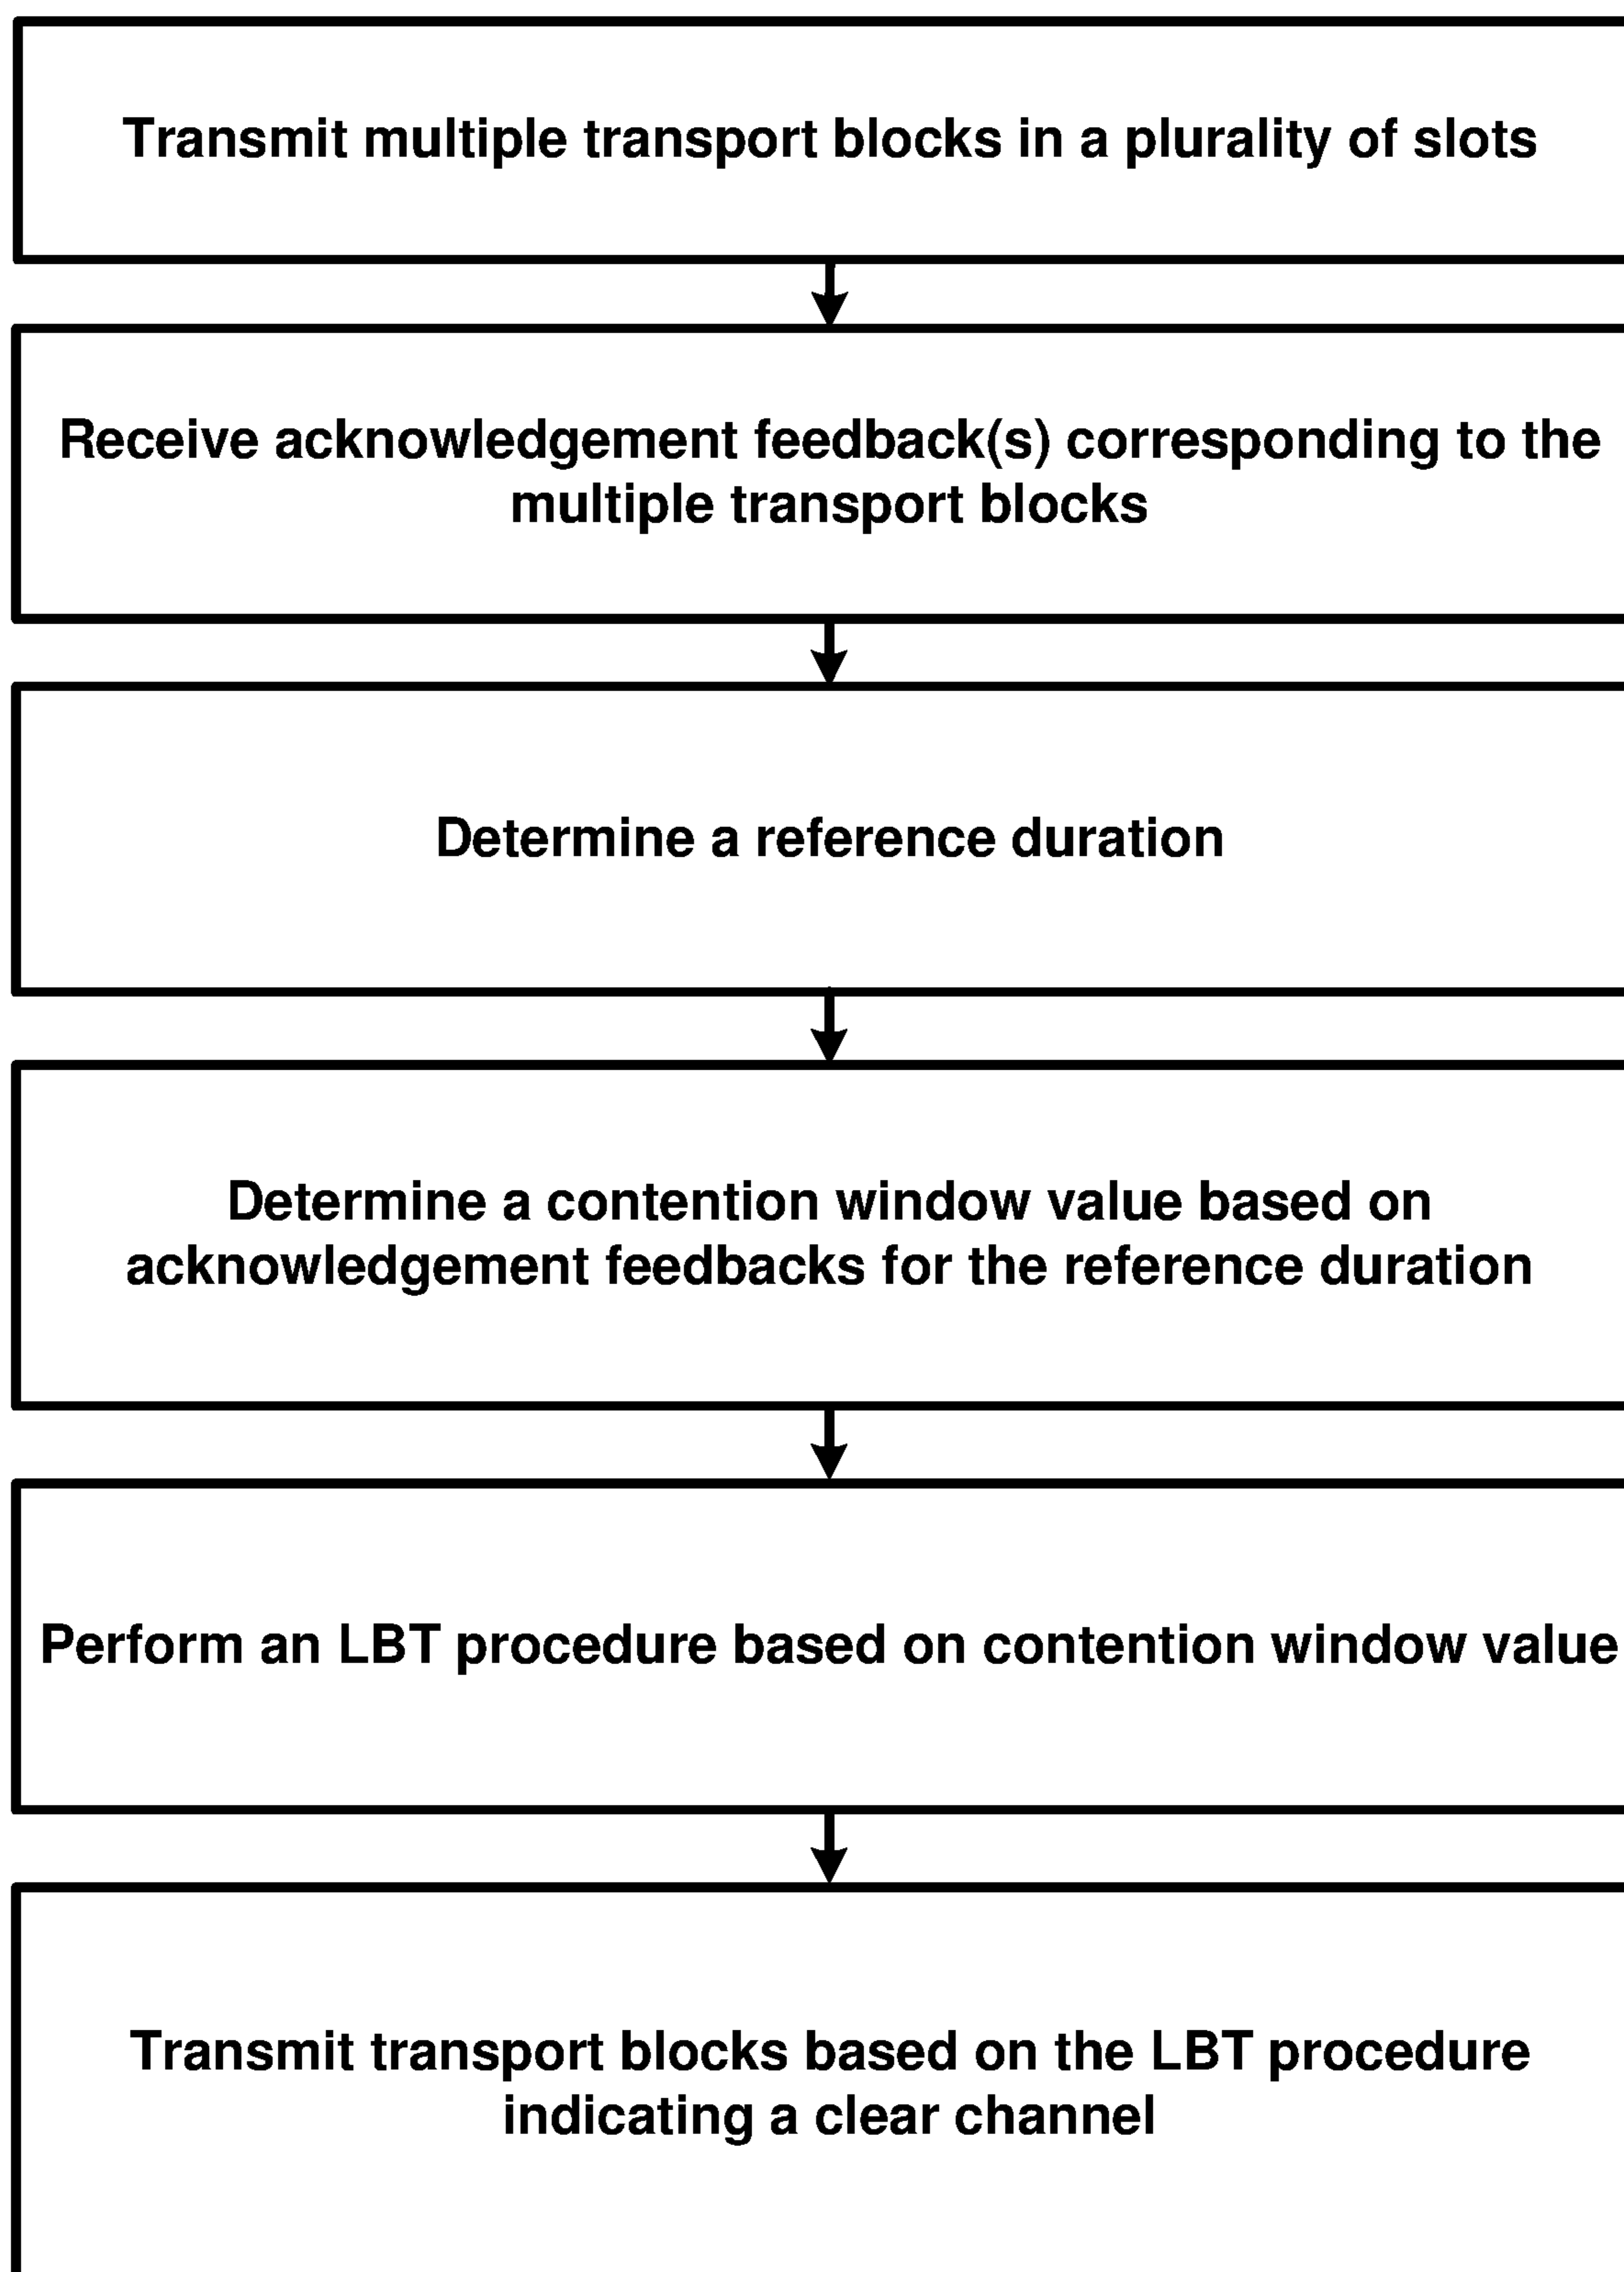 Transmit multiple transport blocks in a plurality of slots
Receive acknowledgement feedback(s) corresponding to the
multiple transport blocks
Determine a reference duration
Determine a contention window value based on
acknowledgement feedbacks for the reference duration
Perform an LBT procedure based on contention window value
Transmit transport blocks based on the LBT procedure
indicating a clear channel